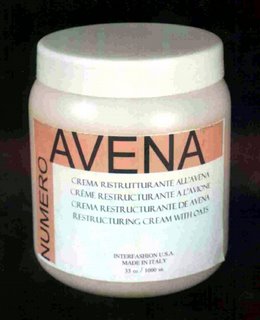 NUMERO
AVENA
CREMA RISTRUTTURANTE ALL'AVENA
CRÈME RESTRUCTURANTE A L'AVIONE
CREMA RESTRUCTURANTE DE AVENA
RESTRUCTURING CREAM WITH OATS
INTERFASHION U.S.A.
MADE IN ITALY
33 oz / 1000 ml